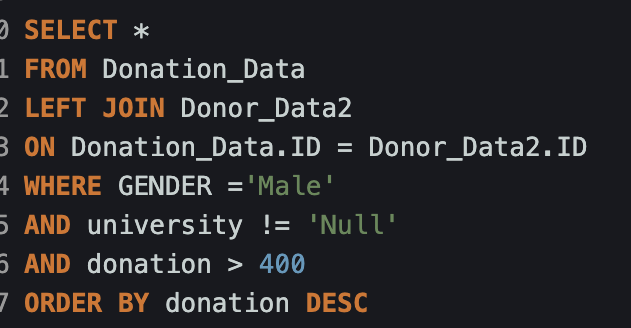 0 SELECT *
1 FROM Donation_Data
2 LEFT JOIN Donor_Data2
3 ON Donation_Data.ID = Donor_Data2.ID
4 WHERE GENDER ='Male'
5 AND university != 'Null'
6 AND donation > 400
7 ORDER BY donation DESC